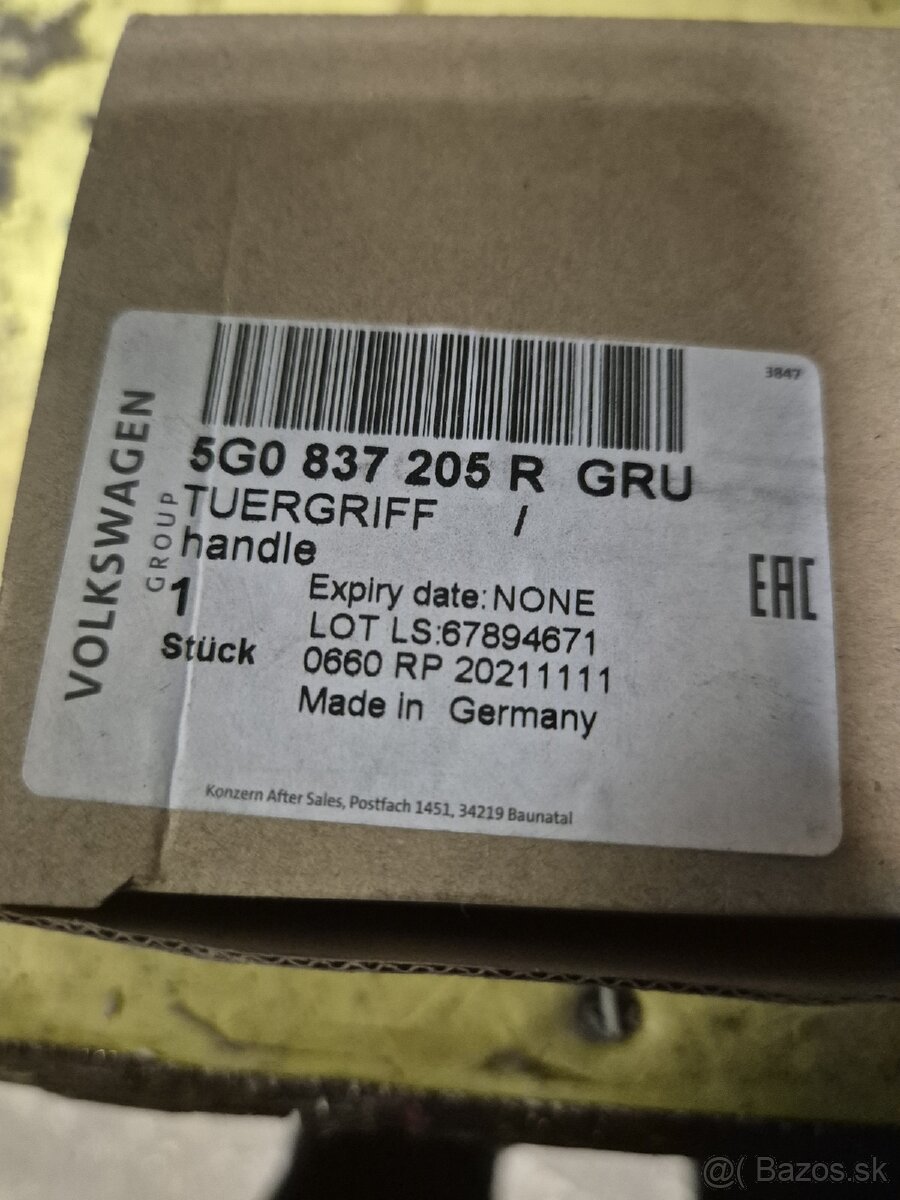 3847
5G0 837 205 R GRU
TUERGRIFF /
handle
1
Stück
Expiry date: NONE
LOT LS:67894671
0660 RP 20211111
Made in Germany
EAC
VOLKSWAGEN
GROUP
Konzern After Sales, Postfach 1451, 34219 Baunatal
@( Bazos.sk